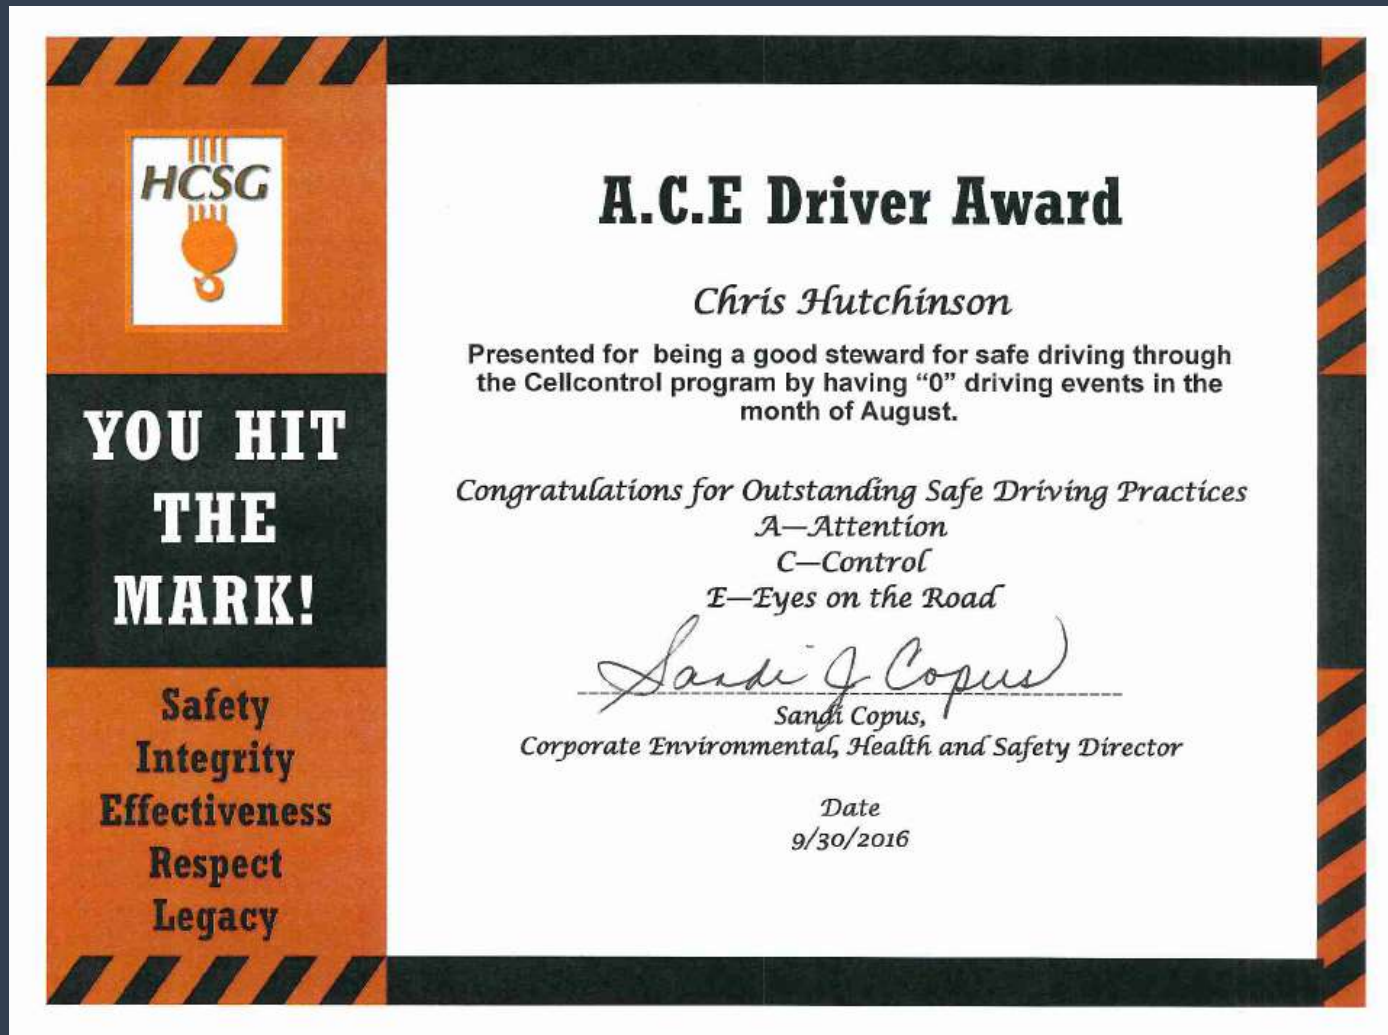 HCSG
YOU HIT
THE
MARK!
Safety
Integrity
Effectiveness
Respect
Legacy
A.C.E Driver Award
Chris Hutchinson
Presented for being a good steward for safe driving through
the Cellcontrol program by having “0” driving events in the
month of August.
Congratulations for Outstanding Safe Driving Practices
A—Attention
C—Control
E—Eyes on the Road
Sandi J Copus
Sandi Copus,
Corporate Environmental, Health and Safety Director
Date
9/30/2016